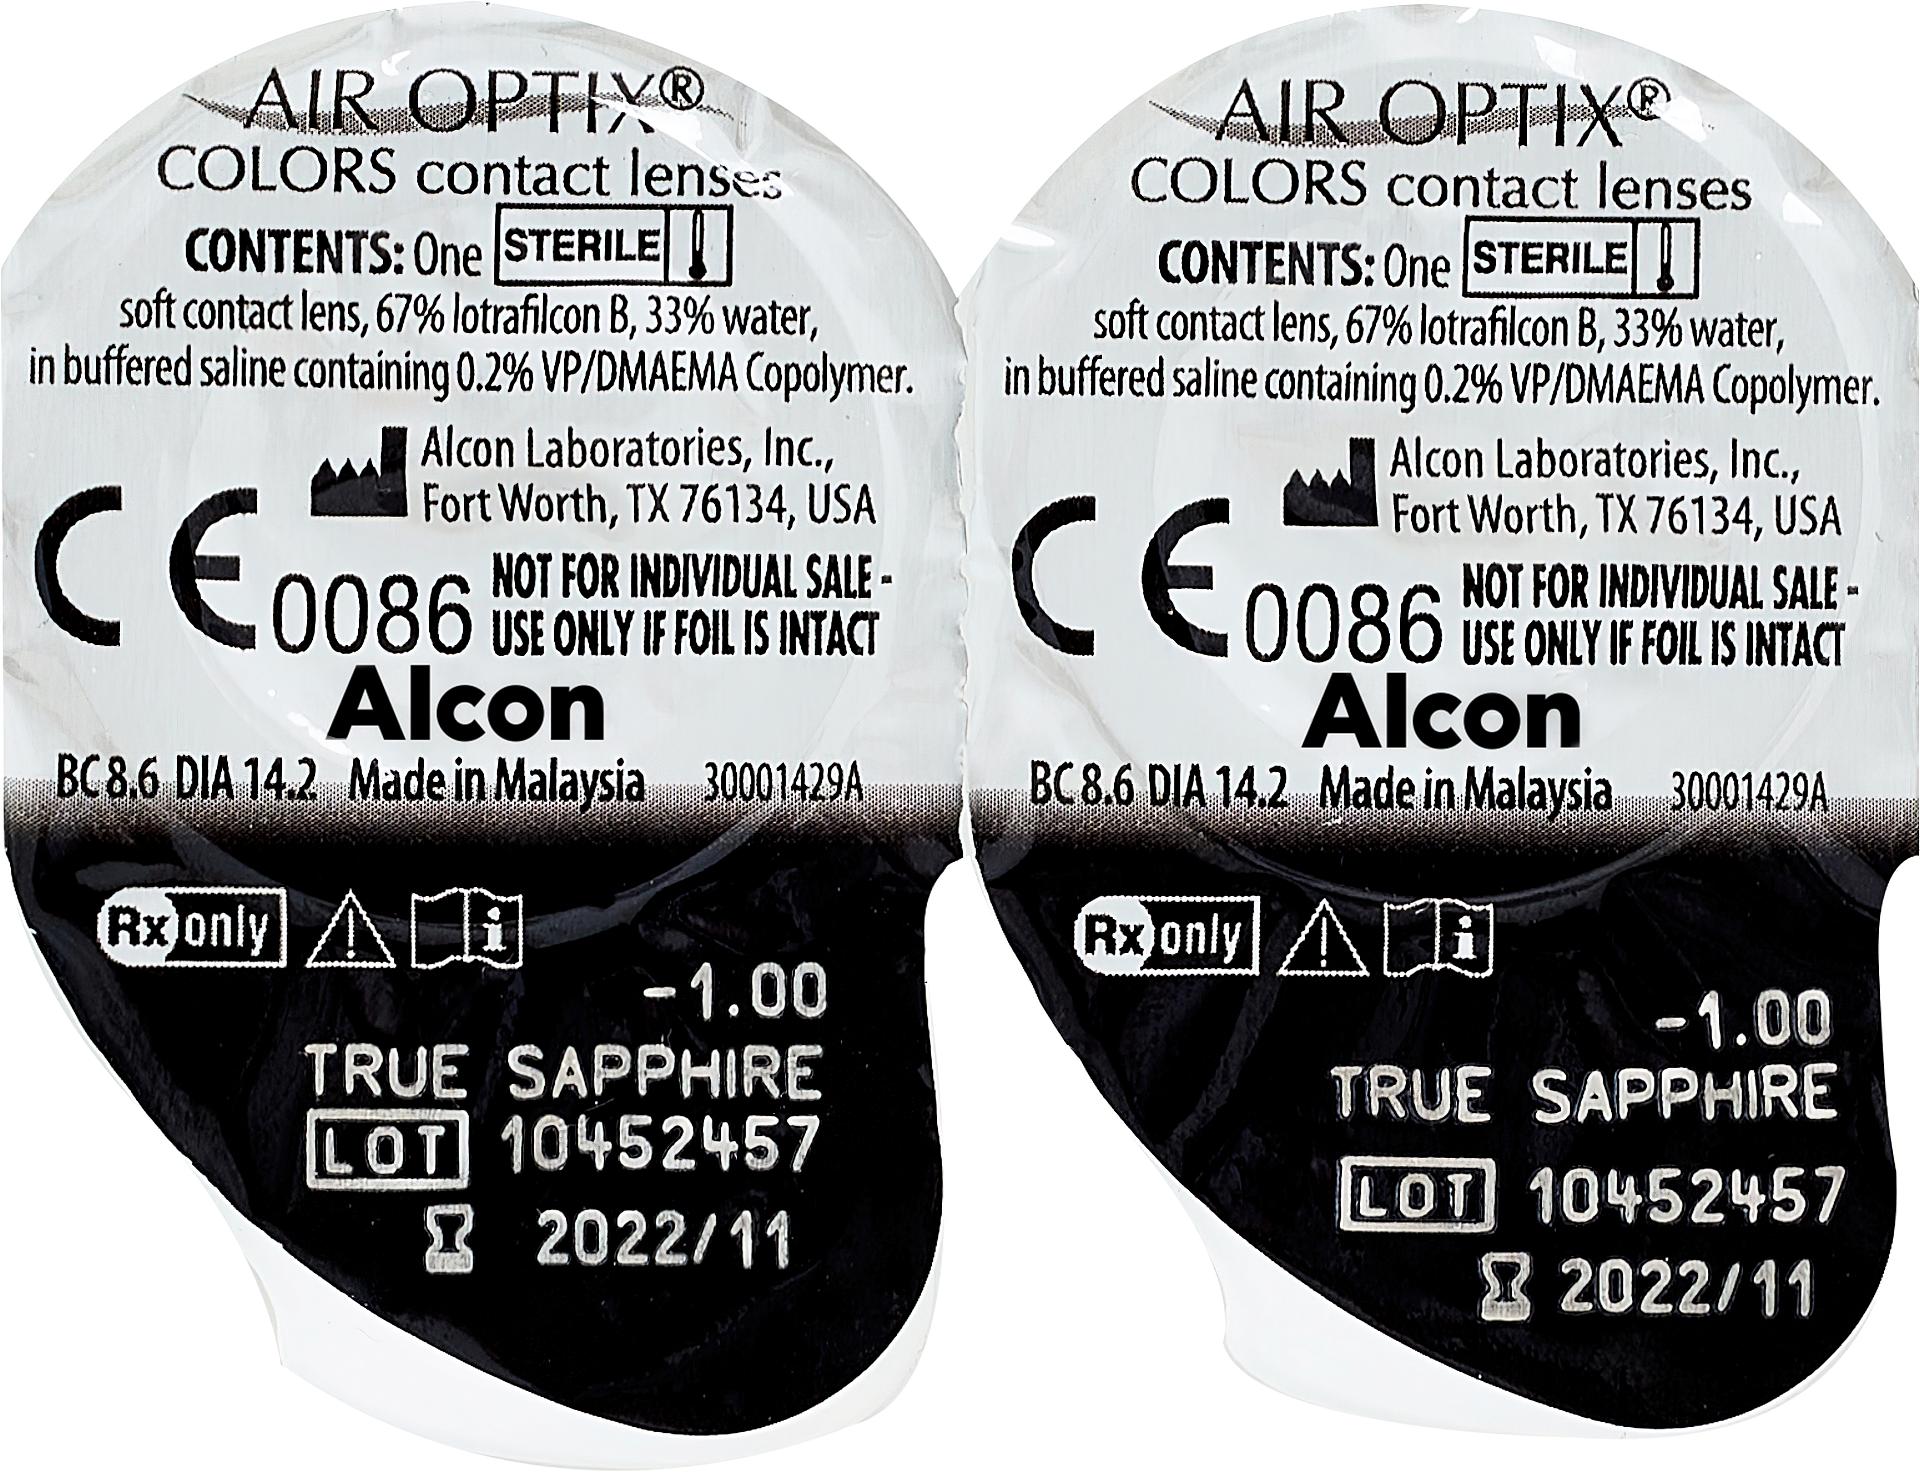 AIR OPTIX®
COLORS contact lenses
CONTENTS: One STERILE
soft contact lens, 67% lotrafilcon B, 33% water,
in buffered saline containing 0.2% VP/DMAEMA Copolymer.
Alcon Laboratories, Inc.,
Fort Worth, TX 76134, USA
CE 0086 NOT FOR INDIVIDUAL SALE -
USE ONLY IF FOIL IS INTACT
Alcon
BC 8.6 DIA 14.2 Made in Malaysia 30001429A
Rx only i
-1.00
TRUE SAPPHIRE
LOT 10452457
2022/11
AIR OPTIX®
COLORS contact lenses
CONTENTS: One STERILE
soft contact lens, 67% lotrafilcon B, 33% water,
in buffered saline containing 0.2% VP/DMAEMA Copolymer.
Alcon Laboratories, Inc.,
Fort Worth, TX 76134, USA
CE 0086 NOT FOR INDIVIDUAL SALE -
USE ONLY IF FOIL IS INTACT
Alcon
BC 8.6 DIA 14.2 Made in Malaysia 30001429A
Rx only i
-1.00
TRUE SAPPHIRE
LOT 10452457
2022/11